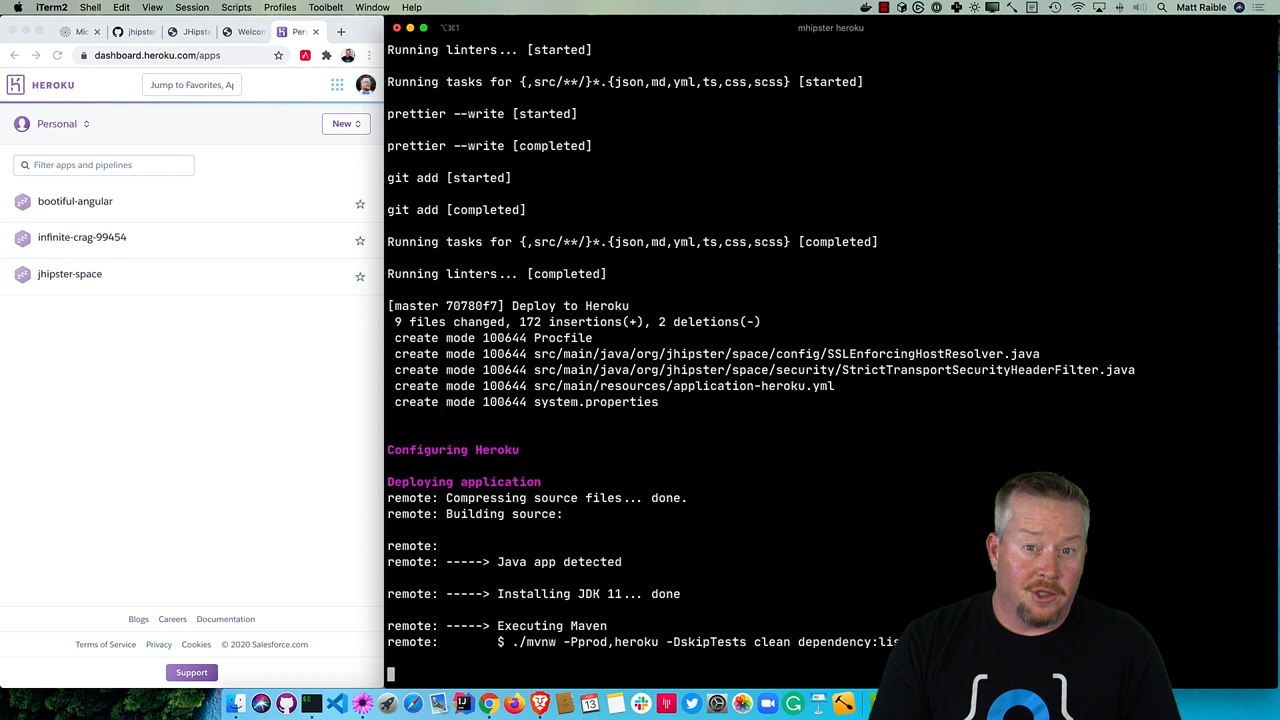 iTerm2 Shell Edit View Session Scripts Profiles Toolbelt Window Help Matt Raible
Mic jhipster JHipste Welcom Per
dashboard.heroku.com/apps
HEROKU
Jump to Favorites, Ap
Personal
New
Filter apps and pipelines
bootiful-angular
infinite-crag-99454
jhipster-space
Blogs Careers Documentation
Terms of Service Privacy Cookies © 2020 Salesforce.com
Support
⌥⌘1 mhipster heroku
Running linters... [started]
Running tasks for {,src/**/}*.{json,md,yml,ts,css,scss} [started]
prettier --write [started]
prettier --write [completed]
git add [started]
git add [completed]
Running tasks for {,src/**/}*.{json,md,yml,ts,css,scss} [completed]
Running linters... [completed]
[master 70780f7] Deploy to Heroku
9 files changed, 172 insertions(+), 2 deletions(-)
create mode 100644 Procfile
create mode 100644 src/main/java/org/jhipster/space/config/SSLEnforcingHostResolver.java
create mode 100644 src/main/java/org/jhipster/space/security/StrictTransportSecurityHeaderFilter.java
create mode 100644 src/main/resources/application-heroku.yml
create mode 100644 system.properties
Configuring Heroku
Deploying application
remote: Compressing source files... done.
remote: Building source:
remote:
remote: -----> Java app detected
remote: -----> Installing JDK 11... done
remote: -----> Executing Maven
remote: $ ./mvnw -Pprod,heroku -DskipTests clean dependency:lis